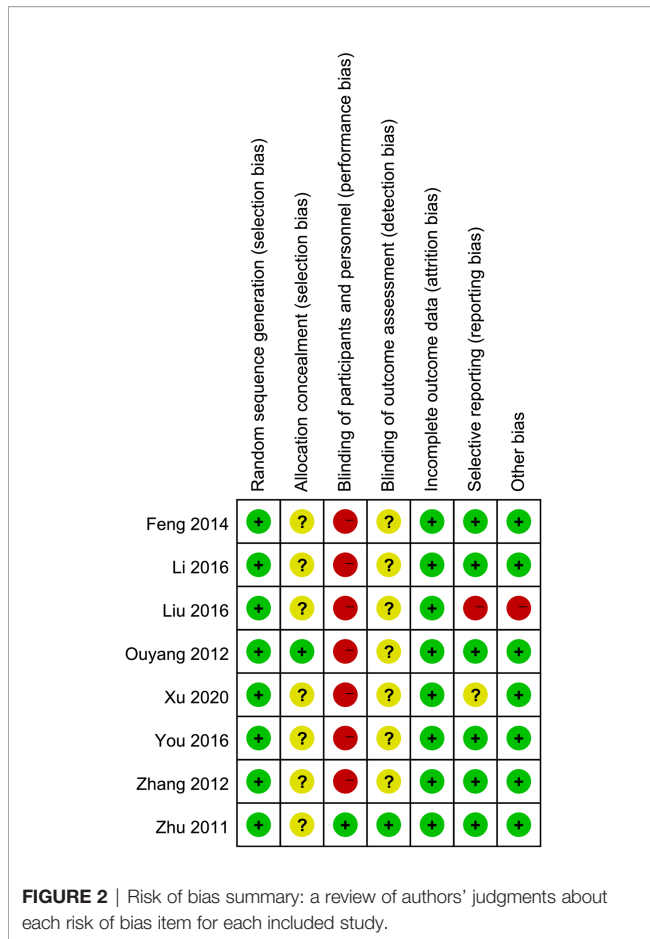 Random sequence generation (selection bias)
Allocation concealment (selection bias)
Blinding of participants and personnel (performance bias)
Blinding of outcome assessment (detection bias)
Incomplete outcome data (attrition bias)
Selective reporting (reporting bias)
Other bias
Feng 2014 + ? – ? + + +
Li 2016 + ? – ? + + +
Liu 2016 + ? – ? + – –
Ouyang 2012 + + – ? + + +
Xu 2020 + ? – ? + ? +
You 2016 + ? – ? + + +
Zhang 2012 + ? – ? + + +
Zhu 2011 + ? + + + + +
FIGURE 2 | Risk of bias summary: a review of authors’ judgments about
each risk of bias item for each included study.